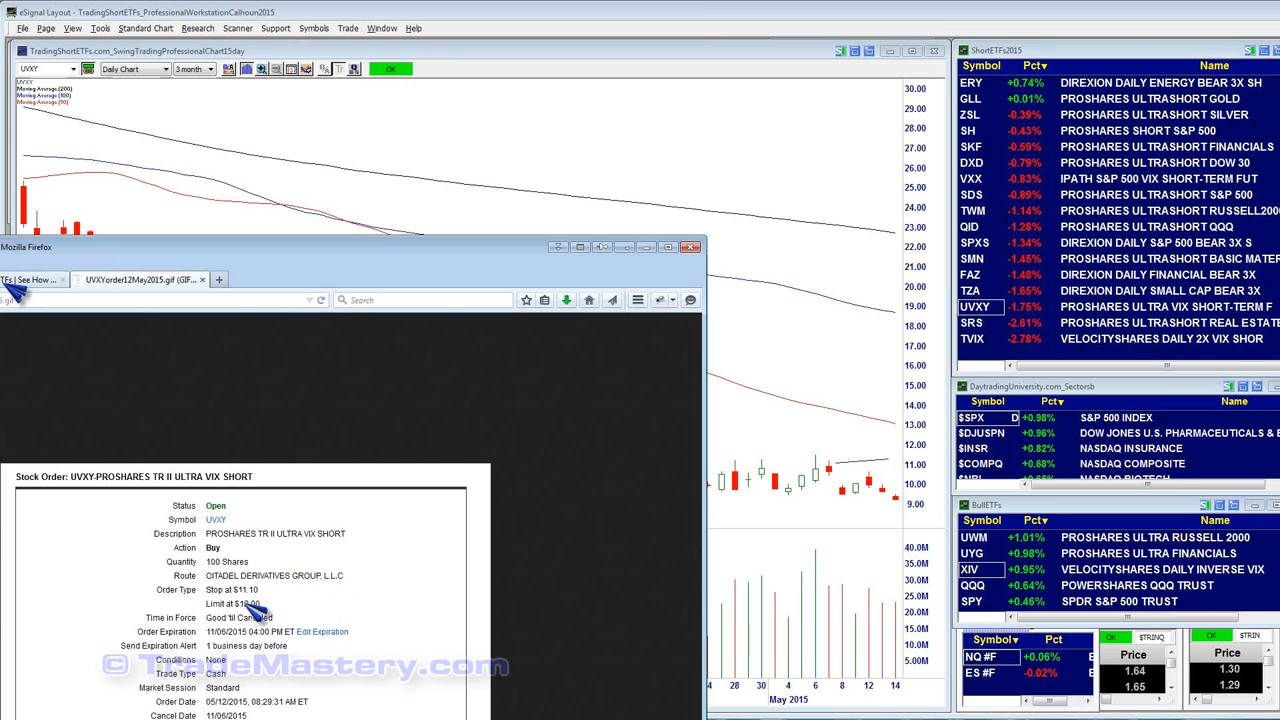 eSignal Layout - TradingShortETFs_ProfessionalWorkstationCalhoun2015
File Page View Tools Standard Chart Research Scanner Support Symbols Trade Window Help
TradingShortETFs.com_SwingTradingProfessionalChart15day
UVXY Daily Chart 3 month OK
UVXY
Moving Average (200)
Moving Average (100)
Moving Average (50)
30.00
29.00
28.00
27.00
26.00
25.00
24.00
23.00
22.00
21.00
20.00
19.00
18.00
17.00
16.00
15.00
14.00
13.00
12.00
11.00
10.00
9.00
40.0M
35.0M
30.0M
25.0M
20.0M
15.0M
10.0M
5.00M
4 28 30 4 6 8 12 14
May 2015
Mozilla Firefox
TFs | See How ...
UVXYorder12May2015.gif (GIF...
Search
Stock Order: UVXY-PROSHARES TR II ULTRA VIX SHORT
Status Open
Symbol UVXY
Description PROSHARES TR II ULTRA VIX SHORT
Action Buy
Quantity 100 Shares
Route CITADEL DERIVATIVES GROUP, L.L.C
Order Type Stop at $11.10
Limit at
Time in Force Good 'til Cancelled
Order Expiration 11/06/2015 04:00 PM ET Edit Expiration
Send Expiration Alert 1 business day before
Conditions None
Trade Type Cash
Market Session Standard
Order Date 05/12/2015, 08:29:31 AM ET
Cancel Date 11/06/2015
© TradeMastery.com
ShortETFs2015
Symbol Pct Name
ERY +0.74% DIREXION DAILY ENERGY BEAR 3X SH
GLL +0.01% PROSHARES ULTRASHORT GOLD
ZSL -0.39% PROSHARES ULTRASHORT SILVER
SH -0.43% PROSHARES SHORT S&P 500
SKF -0.59% PROSHARES ULTRASHORT FINANCIALS
DXD -0.79% PROSHARES ULTRASHORT DOW 30
VXX -0.83% IPATH S&P 500 VIX SHORT-TERM FUT
SDS -0.89% PROSHARES ULTRASHORT S&P 500
TWM -1.14% PROSHARES ULTRASHORT RUSSELL2000
QID -1.28% PROSHARES ULTRASHORT QQQ
SPXS -1.34% DIREXION DAILY S&P 500 BEAR 3X S
SMN -1.45% PROSHARES ULTRASHORT BASIC MATER
FAZ -1.48% DIREXION DAILY FINANCIAL BEAR 3X
TZA -1.65% DIREXION DAILY SMALL CAP BEAR 3X
UVXY -1.75% PROSHARES ULTRA VIX SHORT-TERM F
SRS -2.61% PROSHARES ULTRASHORT REAL ESTATE
TVIX -2.78% VELOCITYSHARES DAILY 2X VIX SHOR
DaytradingUniversity.com_Sectorsb
Symbol Pct Name
$SPX D +0.98% S&P 500 INDEX
$DJUSPN +0.96% DOW JONES U.S. PHARMACEUTICALS &
$INSR +0.82% NASDAQ INSURANCE
$COMPQ +0.68% NASDAQ COMPOSITE
BullETFs
Symbol Pct Name
UWM +1.01% PROSHARES ULTRA RUSSELL 2000
UYG +0.98% PROSHARES ULTRA FINANCIALS
XIV +0.95% VELOCITYSHARES DAILY INVERSE VIX
QQQ +0.64% POWERSHARES QQQ TRUST
SPY +0.46% SPDR S&P 500 TRUST
Symbol Pct
NQ #F +0.06% E
ES #F -0.02% E
OK $TRINQ
Price
1.64
1.65
OK $TRIN
Price
1.30
1.29